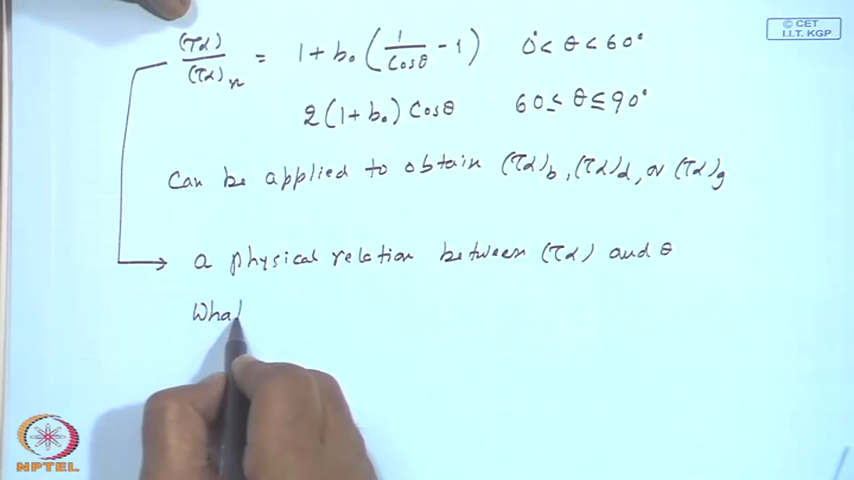 © CET
I.I.T. KGP
(τα)/(τα)n = 1 + b₀ (1/Cosθ - 1) 0° < θ < 60°
2(1+b₀) Cosθ 60 ≤ θ ≤ 90°
Can be applied to obtain (τα)b, (τα)d, or (τα)g
a physical relation between (τα) and θ
Wha
NPTEL